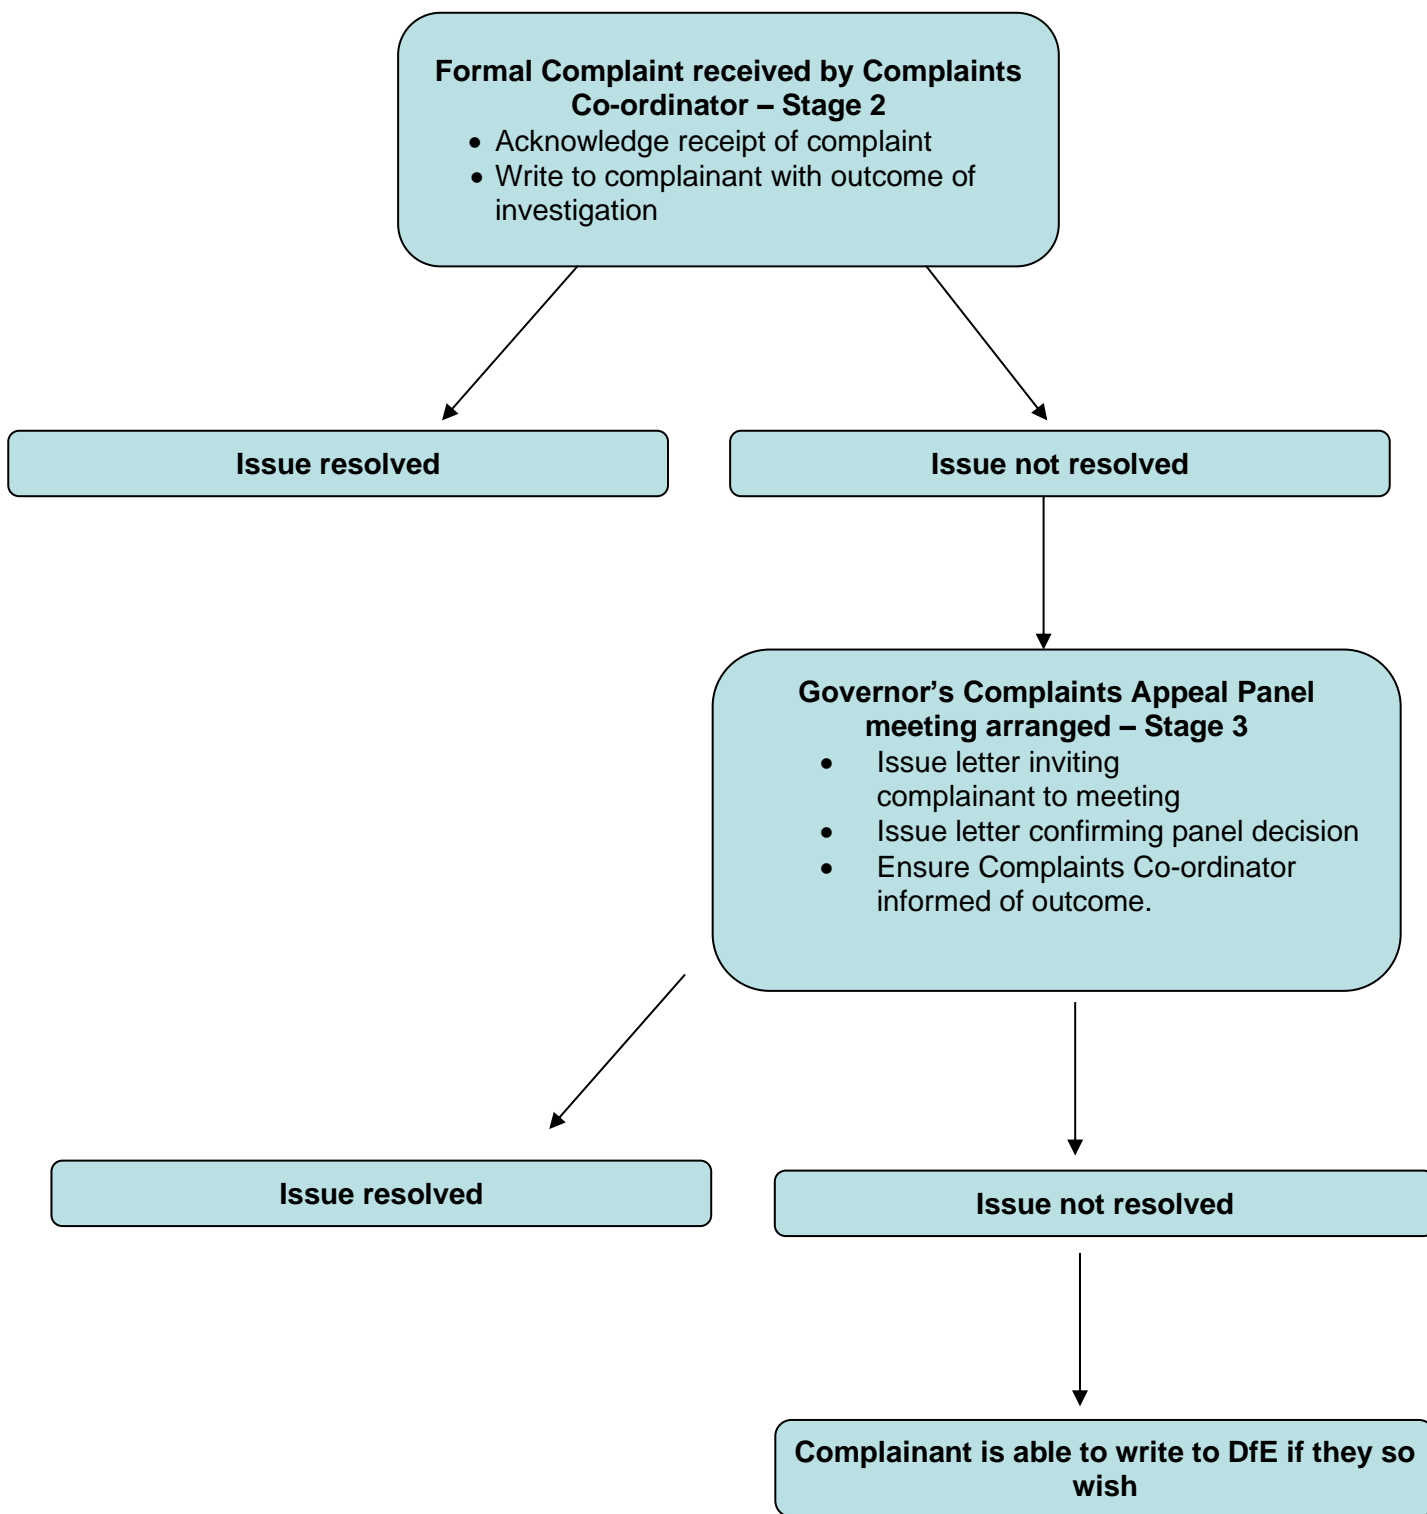 Formal Complaint received by Complaints
Co-ordinator – Stage 2
• Acknowledge receipt of complaint
• Write to complainant with outcome of
investigation
Issue resolved
Issue not resolved
Governor’s Complaints Appeal Panel
meeting arranged – Stage 3
• Issue letter inviting
complainant to meeting
• Issue letter confirming panel decision
• Ensure Complaints Co-ordinator
informed of outcome.
Issue resolved
Issue not resolved
Complainant is able to write to DfE if they so
wish